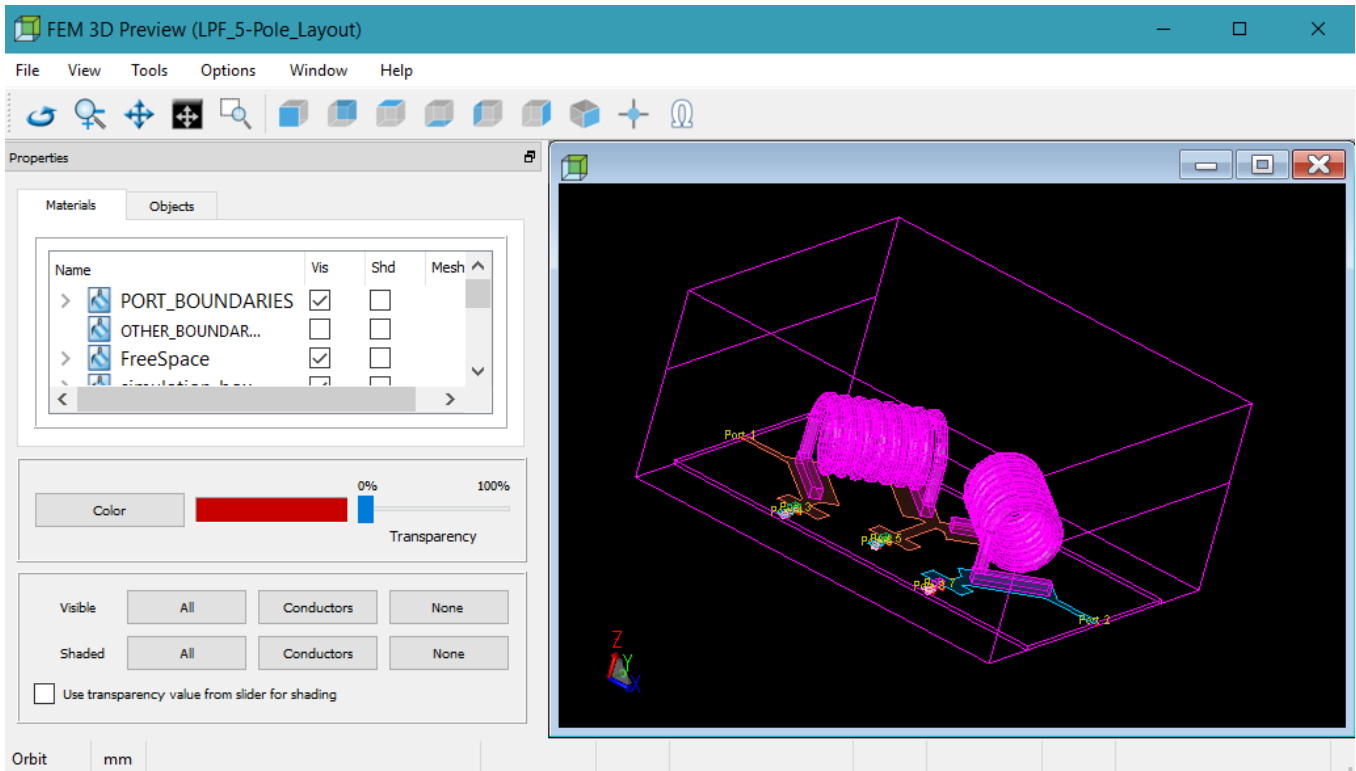 FEM 3D Preview (LPF_5-Pole_Layout)
File View Tools Options Window Help
Properties
Materials Objects
Name Vis Shd Mesh
PORT_BOUNDARIES
OTHER_BOUNDAR...
FreeSpace
0% 100%
Color
Transparency
Visible All Conductors None
Shaded All Conductors None
Use transparency value from slider for shading
Port 1
Port 2
Z
Y
X
Orbit mm